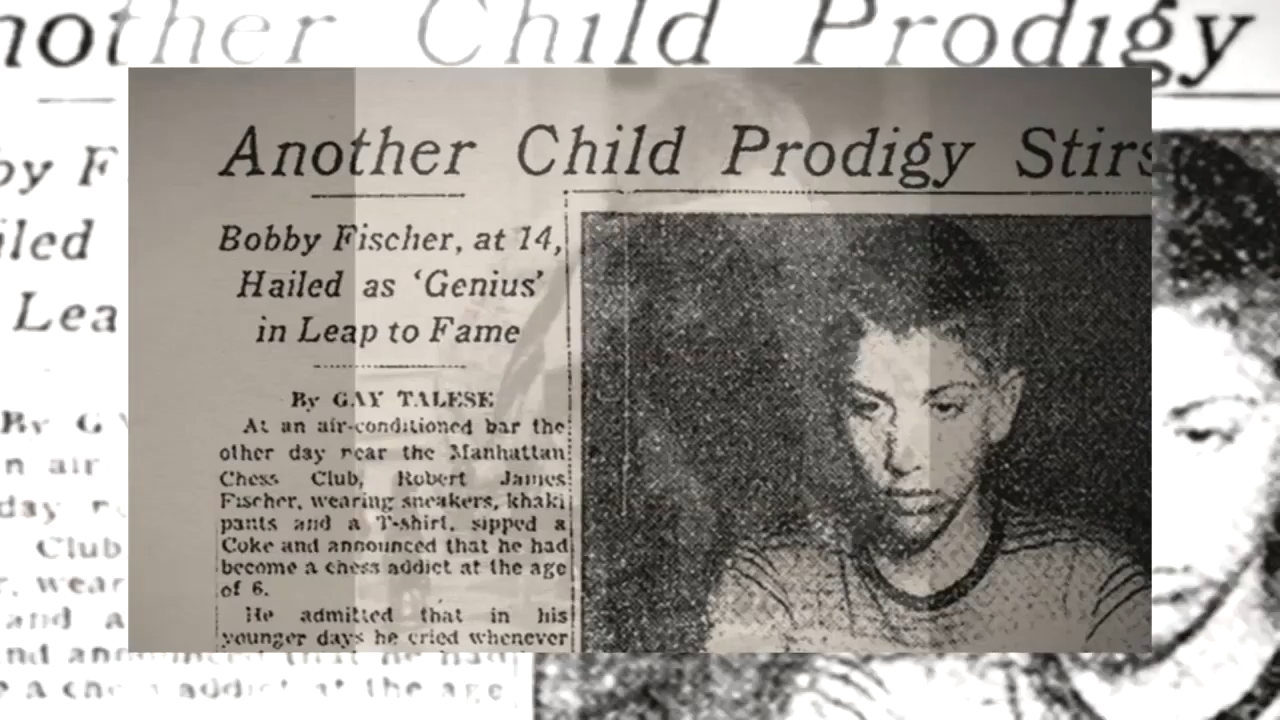 Another Child Prodigy Stirs
Bobby Fischer, at 14,
Hailed as ‘Genius’
in Leap to Fame
By GAY TALESE
At an air-conditioned bar the
other day near the Manhattan
Chess Club, Robert James
Fischer, wearing sneakers, khaki
pants and a T-shirt, sipped a
Coke and announced that he had
become a chess addict at the age
of 6.
He admitted that in his
younger days he cried whenever